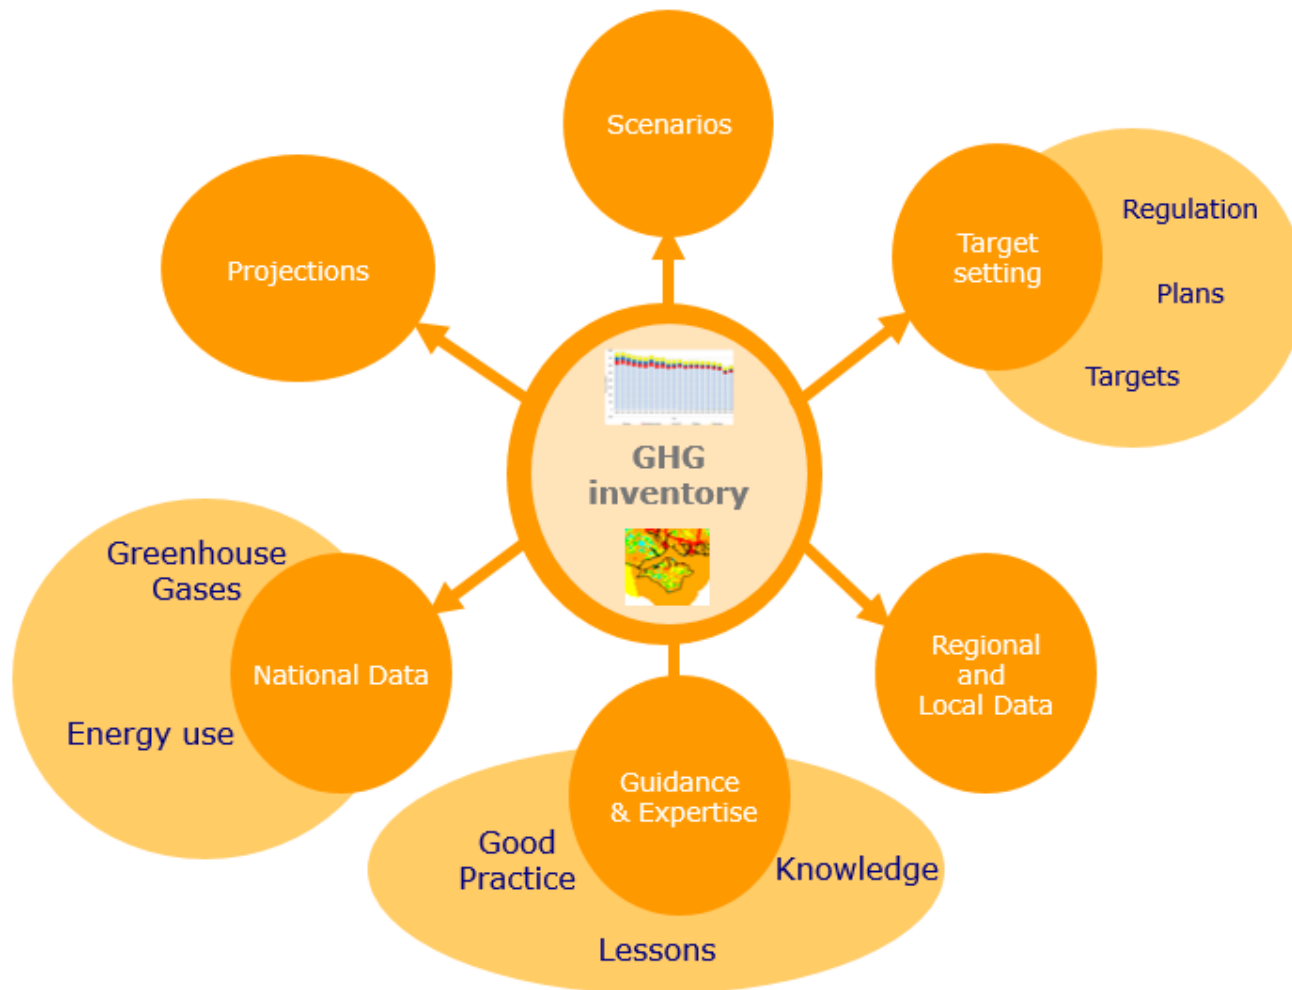 Scenarios
Projections
Target
setting
Regulation
Plans
Targets
GHG
inventory
Greenhouse
Gases
National Data
Energy use
Regional
and
Local Data
Guidance
& Expertise
Good
Practice
Knowledge
Lessons